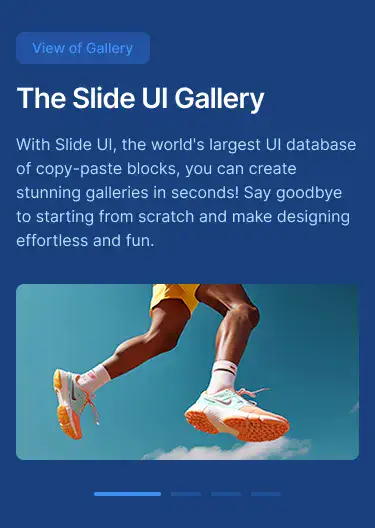 View of Gallery
The Slide UI Gallery
With Slide UI, the world's largest UI database
of copy-paste blocks, you can create
stunning galleries in seconds! Say goodbye
to starting from scratch and make designing
effortless and fun.